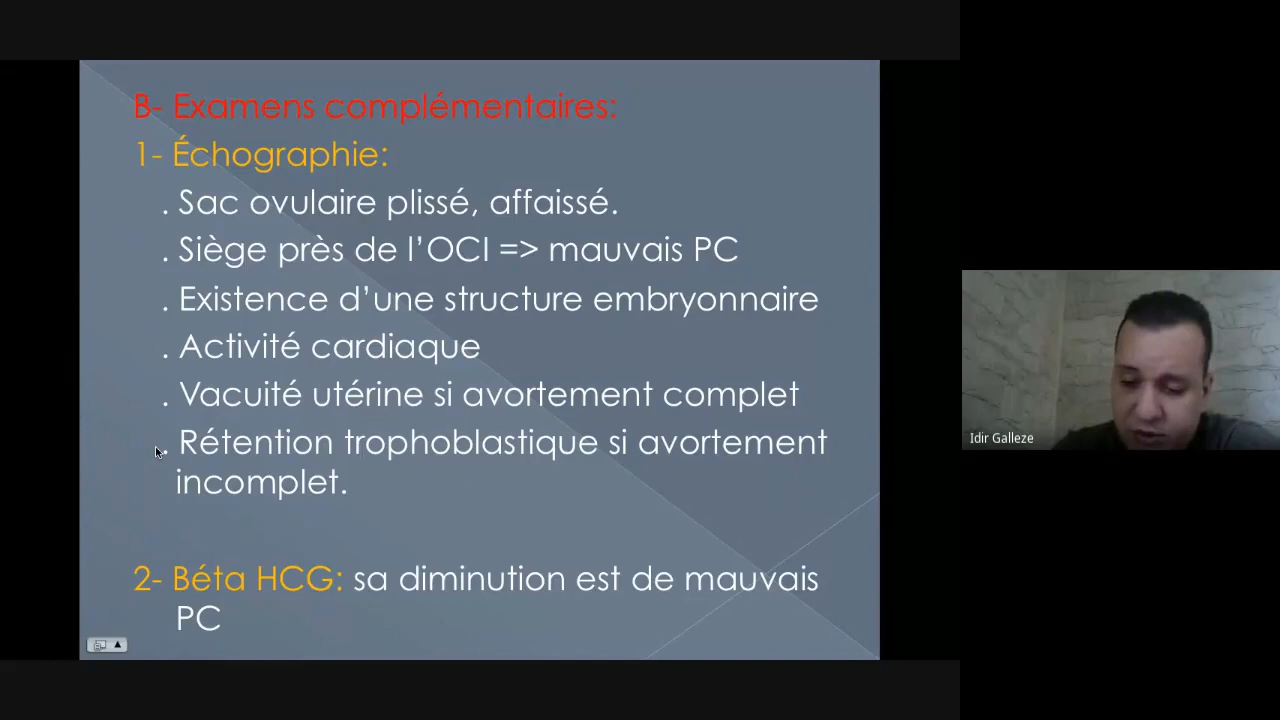 B- Examens complémentaires:
1- Échographie:
. Sac ovulaire plissé, affaissé.
. Siège près de l’OCI => mauvais PC
. Existence d’une structure embryonnaire
. Activité cardiaque
. Vacuité utérine si avortement complet
. Rétention trophoblastique si avortement
incomplet.
2- Béta HCG: sa diminution est de mauvais
PC
Idir Galleze